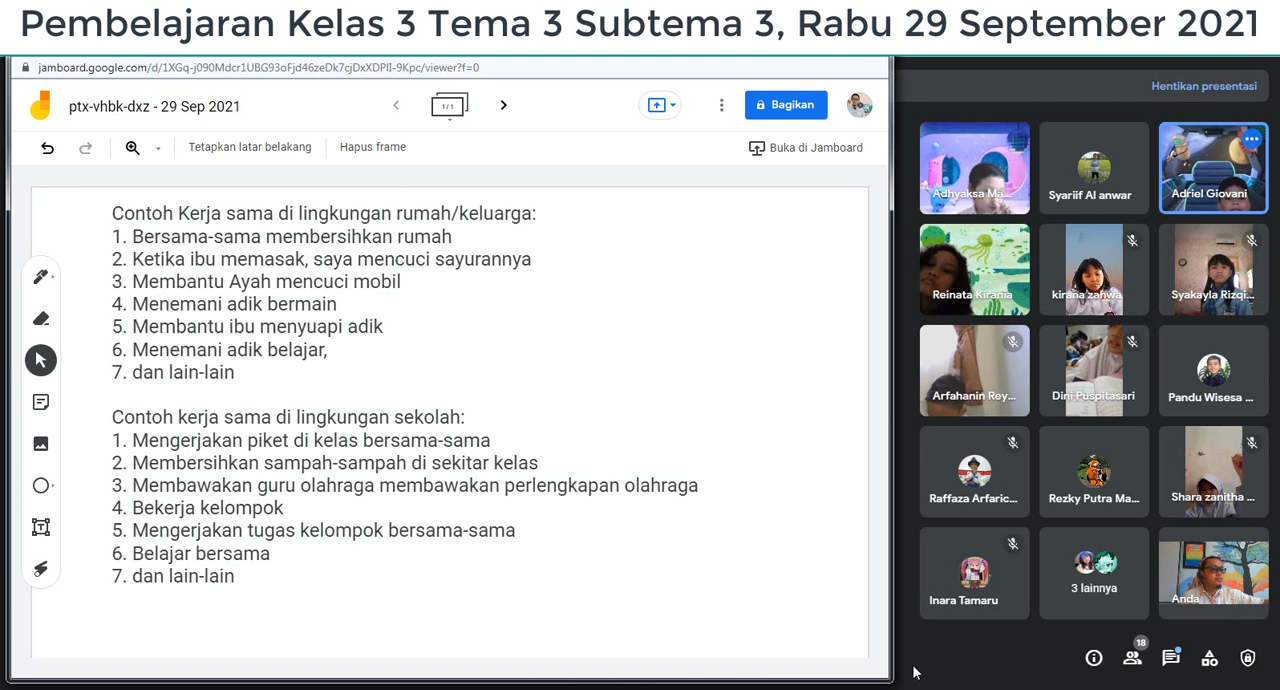 Pembelajaran Kelas 3 Tema 3 Subtema 3, Rabu 29 September 2021
jamboard.google.com/d/1XGq-j090Mdcr1UBG93oFjd46zeDk7cjDxXDPlI-9Kpc/viewer?f=0
Hentikan presentasi
ptx-vhbk-dxz - 29 Sep 2021
1/1
Bagikan
Tetapkan latar belakang
Hapus frame
Buka di Jamboard
Contoh Kerja sama di lingkungan rumah/keluarga:
1. Bersama-sama membersihkan rumah
2. Ketika ibu memasak, saya mencuci sayurannya
3. Membantu Ayah mencuci mobil
4. Menemani adik bermain
5. Membantu ibu menyuapi adik
6. Menemani adik belajar,
7. dan lain-lain
Contoh kerja sama di lingkungan sekolah:
1. Mengerjakan piket di kelas bersama-sama
2. Membersihkan sampah-sampah di sekitar kelas
3. Membawakan guru olahraga membawakan perlengkapan olahraga
4. Bekerja kelompok
5. Mengerjakan tugas kelompok bersama-sama
6. Belajar bersama
7. dan lain-lain
Adhyaksa Ma...
Syariif Al anwar
Adriel Giovani
Reinata Kirania
kirana zahwa
Syakayla Rizqi...
Arfahanin Rey...
Dini Puspitasari
Pandu Wisesa ...
Raffaza Arfaric...
Rezky Putra Ma...
Shara zanitha ...
Inara Tamaru
3 lainnya
Anda
18